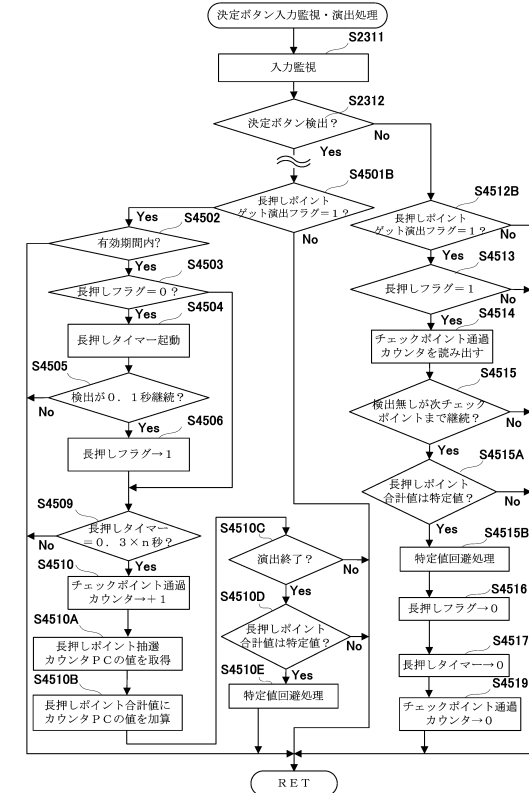 決定ボタン入力監視・演出処理
S2311
入力監視
S2312
決定ボタン検出？
No
Yes
S4501B
長押しポイント
ゲット演出フラグ＝１？
Yes
No
S4512B
長押しポイント
ゲット演出フラグ＝１？
No
Yes
S4502
有効期間内?
Yes
S4503
長押しフラグ＝０？
Yes
S4504
長押しタイマー起動
S4505
検出が０．１秒継続？
No
Yes
S4506
長押しフラグ→１
S4509
長押しタイマー
＝０．３×ｎ秒？
No
Yes
S4510
チェックポイント通過
カウンター→＋１
S4510A
長押しポイント抽選
カウンタＰＣの値を取得
S4510B
長押しポイント合計値に
カウンタＰＣの値を加算
S4510C
演出終了？
No
Yes
S4510D
長押しポイント
合計値は特定値？
No
Yes
S4510E
特定値回避処理
S4513
長押しフラグ＝１
No
Yes
S4514
チェックポイント通過
カウンタを読み出す
S4515
検出無しが次チェック
ポイントまで継続？
No
Yes
S4515A
長押しポイント
合計値は特定値？
No
Yes
S4515B
特定値回避処理
S4516
長押しフラグ→０
S4517
長押しタイマー→０
S4519
チェックポイント通過
カウンタ→０
ＲＥＴ